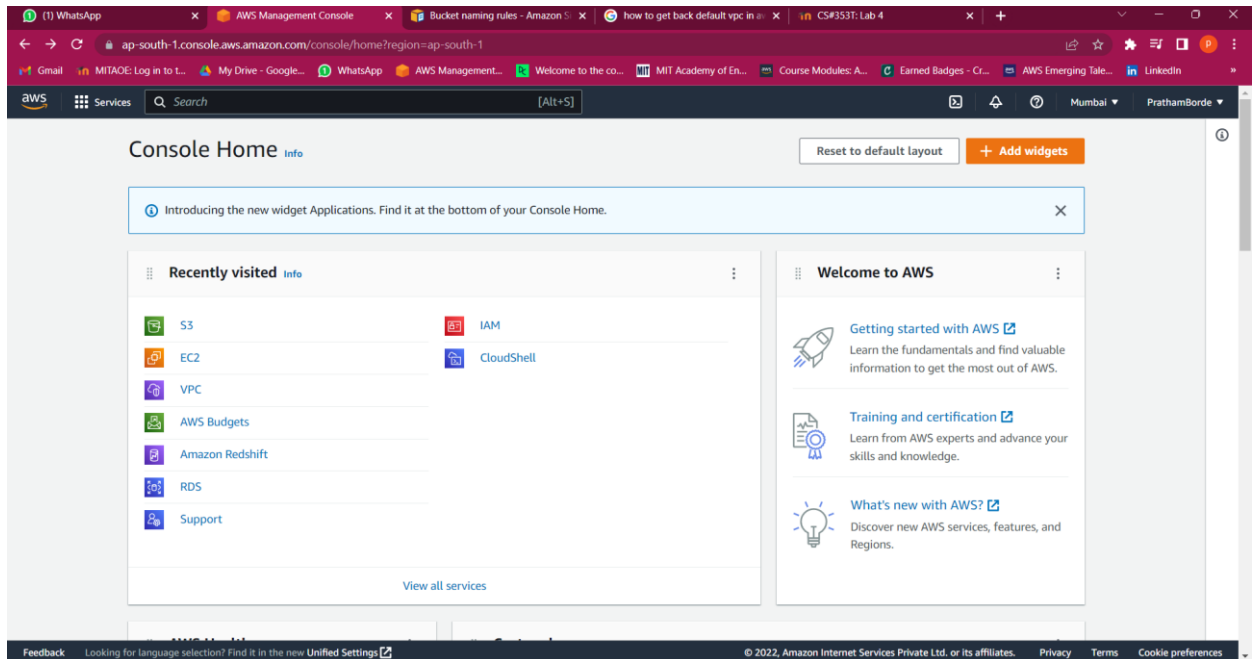 (1) WhatsApp
AWS Management Console
Bucket naming rules - Amazon S
how to get back default vpc in a
CS#353T: Lab 4
ap-south-1.console.aws.amazon.com/console/home?region=ap-south-1
Gmail
MITAOE: Log in to t...
My Drive - Google...
WhatsApp
AWS Management...
Welcome to the co...
MIT Academy of En...
Course Modules: A...
Earned Badges - Cr...
AWS Emerging Tale...
LinkedIn
aws
Services
Search
[Alt+S]
Mumbai
PrathamBorde
Console Home Info
Reset to default layout
+ Add widgets
Introducing the new widget Applications. Find it at the bottom of your Console Home.
Recently visited Info
S3
EC2
VPC
AWS Budgets
Amazon Redshift
RDS
Support
IAM
CloudShell
View all services
Welcome to AWS
Getting started with AWS
Learn the fundamentals and find valuable
information to get the most out of AWS.
Training and certification
Learn from AWS experts and advance your
skills and knowledge.
What's new with AWS?
Discover new AWS services, features, and
Regions.
Feedback
Looking for language selection? Find it in the new Unified Settings
© 2022, Amazon Internet Services Private Ltd. or its affiliates.
Privacy
Terms
Cookie preferences